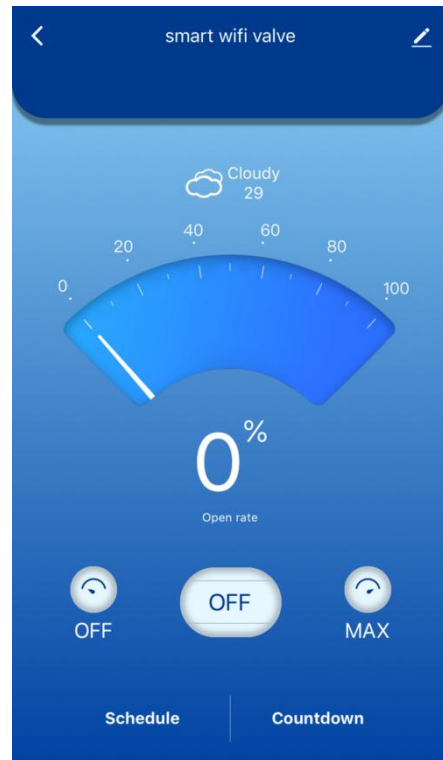 smart wifi valve
Cloudy
29
0 20 40 60 80 100
0%
Open rate
OFF OFF MAX
Schedule Countdown